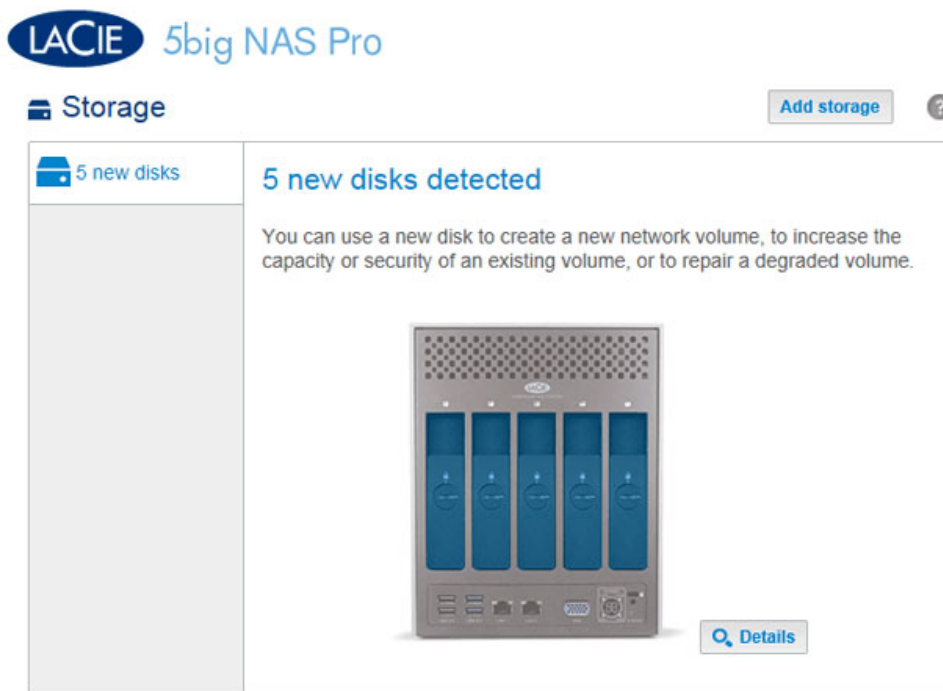 LACIE 5big NAS Pro
Storage
Add storage
?
5 new disks
5 new disks detected
You can use a new disk to create a new network volume, to increase the
capacity or security of an existing volume, or to repair a degraded volume.
LACIE
Details